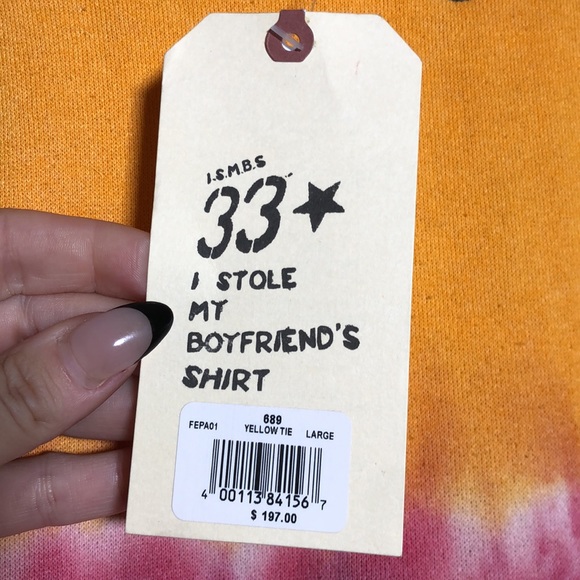 I.S.M.B.S
33★
I STOLE
MY
BOYFRIEND'S
SHIRT
689
FEPA01 YELLOW TIE LARGE
4 00113 84156 7
$ 197.00